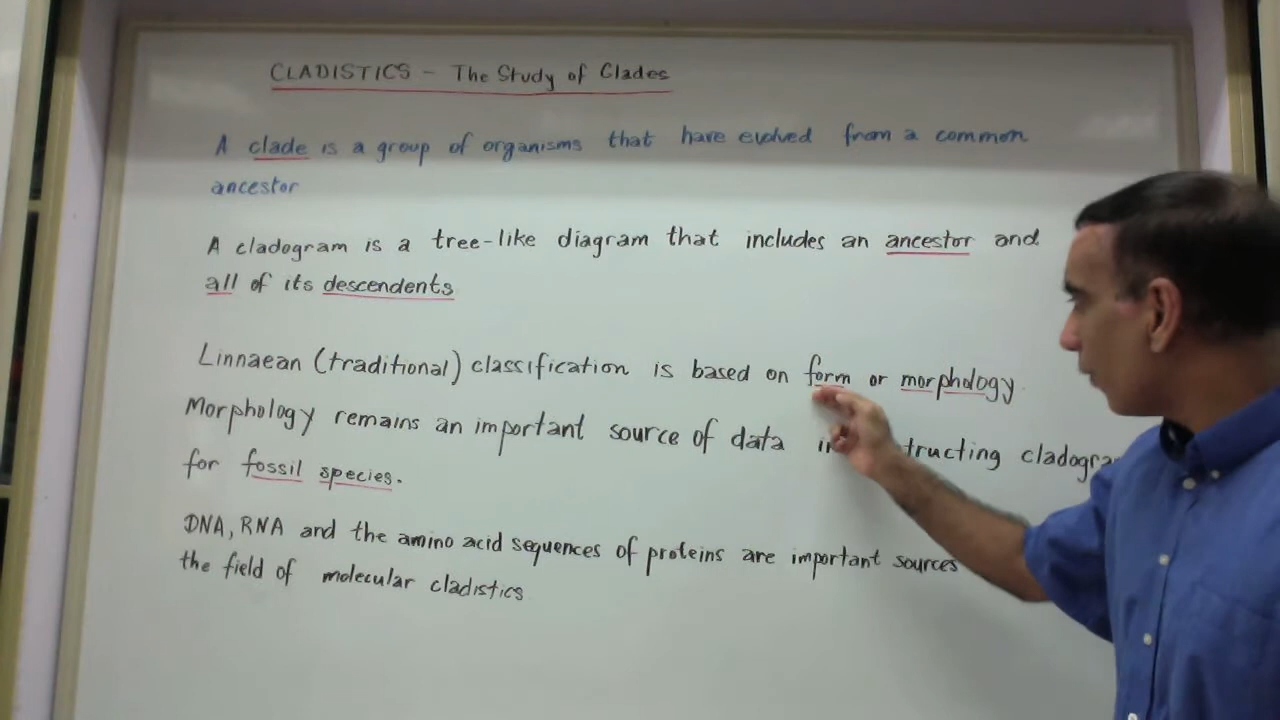 CLADISTICS - The Study of Clades
A clade is a group of organisms that have evolved from a common
ancestor
A cladogram is a tree-like diagram that includes an ancestor and
all of its descendents
Linnaean (traditional) classification is based on form or morphology.
Morphology remains an important source of data in tructing cladogra
for fossil species.
DNA, RNA and the amino acid sequences of proteins are important sources
the field of molecular cladistics